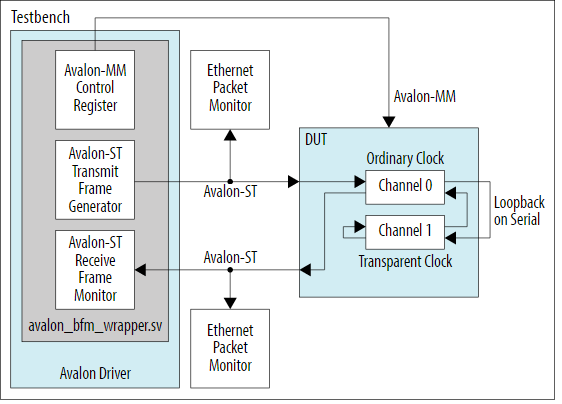 Testbench
Avalon-MM
Control
Register
Ethernet
Packet
Monitor
Avalon-MM
DUT
Ordinary Clock
Avalon-ST
Transmit
Frame
Generator
Channel 0
Avalon-ST
Loopback
on Serial
Channel 1
Avalon-ST
Receive
Frame
Monitor
Avalon-ST
Transparent Clock
avalon_bfm_wrapper.sv
Ethernet
Packet
Monitor
Avalon Driver